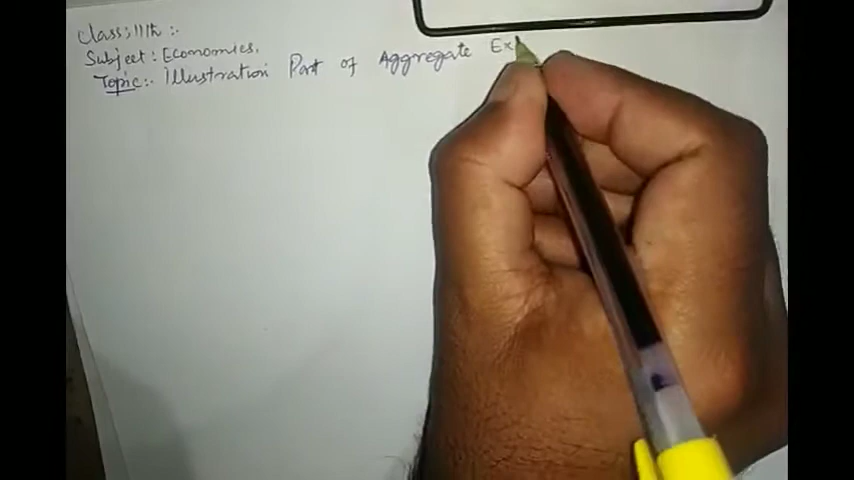 Class; 11th :-
Subject : Economics.
Topic :- Illustration Part of Aggregate Ex